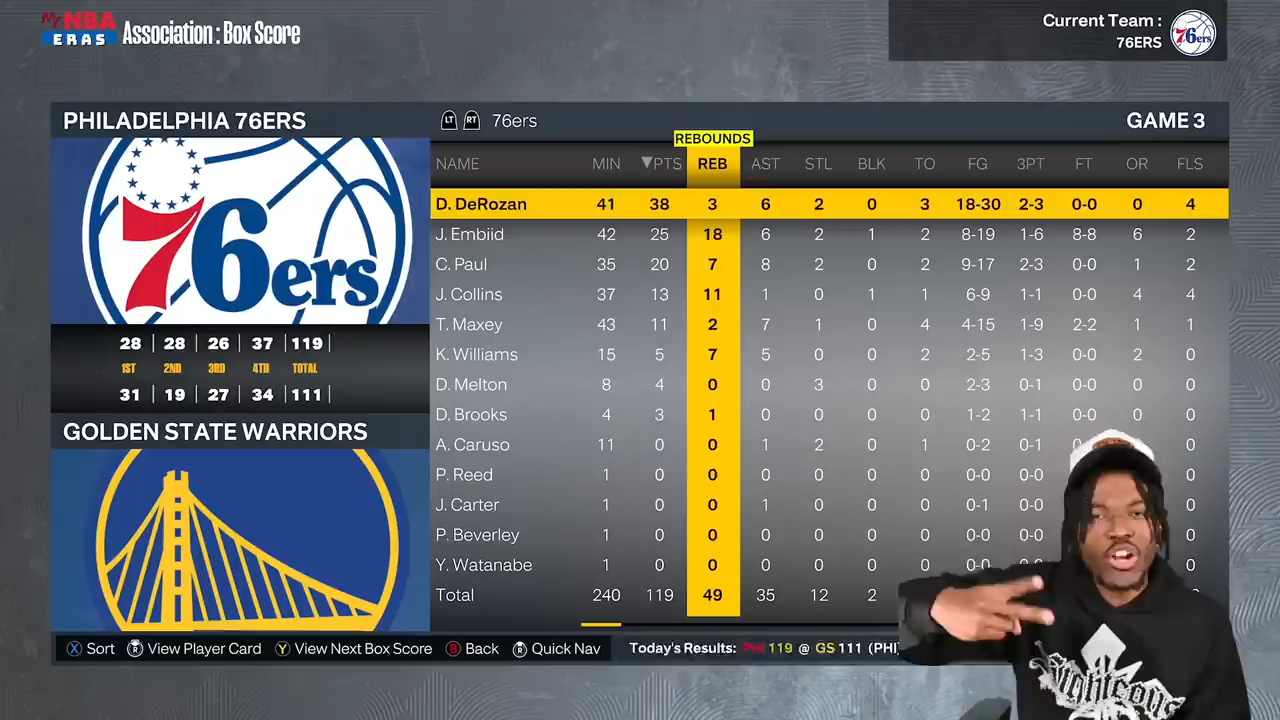 MyNBA
ERAS
Association : Box Score
Current Team :
76ERS
76ers
PHILADELPHIA 76ERS
LT RT 76ers
GAME 3
REBOUNDS
NAME MIN ▼PTS REB AST STL BLK TO FG 3PT FT OR FLS
D. DeRozan 41 38 3 6 2 0 3 18-30 2-3 0-0 0 4
J. Embiid 42 25 18 6 2 1 2 8-19 1-6 8-8 6 2
C. Paul 35 20 7 8 2 0 2 9-17 2-3 0-0 1 2
J. Collins 37 13 11 1 0 1 1 6-9 1-1 0-0 4 4
T. Maxey 43 11 2 7 1 0 4 4-15 1-9 2-2 1 1
K. Williams 15 5 7 5 0 0 2 2-5 1-3 0-0 2 0
D. Melton 8 4 0 0 3 0 0 2-3 0-1 0-0 0 0
D. Brooks 4 3 1 0 0 0 0 1-2 1-1 0-0 0 0
A. Caruso 11 0 0 1 2 0 1 0-2 0-1 0
P. Reed 1 0 0 0 0 0 0 0-0 0-0 0
J. Carter 1 0 0 1 0 0 0 0-1 0-0 0
P. Beverley 1 0 0 0 0 0 0 0-0 0-0 0
Y. Watanabe 1 0 0 0 0 0 0 0-0 0
Total 240 119 49 35 12 2
76ers
28 | 28 | 26 | 37 | 119 |
1ST 2ND 3RD 4TH TOTAL
31 | 19 | 27 | 34 | 111 |
GOLDEN STATE WARRIORS
X Sort R View Player Card Y View Next Box Score B Back R Quick Nav
Today's Results: PHI 119 @ GS 111 (PHI
Righteous